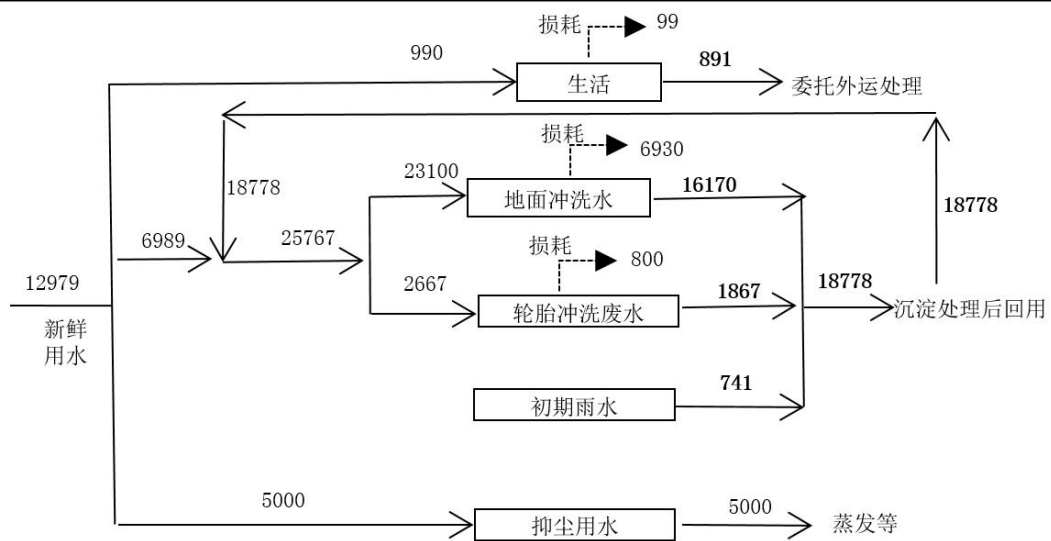 损耗
99
990
生活
891
委托外运处理
损耗
6930
23100
地面冲洗水
16170
18778
18778
6989
25767
损耗
800
12979
2667
轮胎冲洗废水
1867
18778
沉淀处理后回用
新鲜
用水
741
初期雨水
5000
抑尘用水
5000
蒸发等